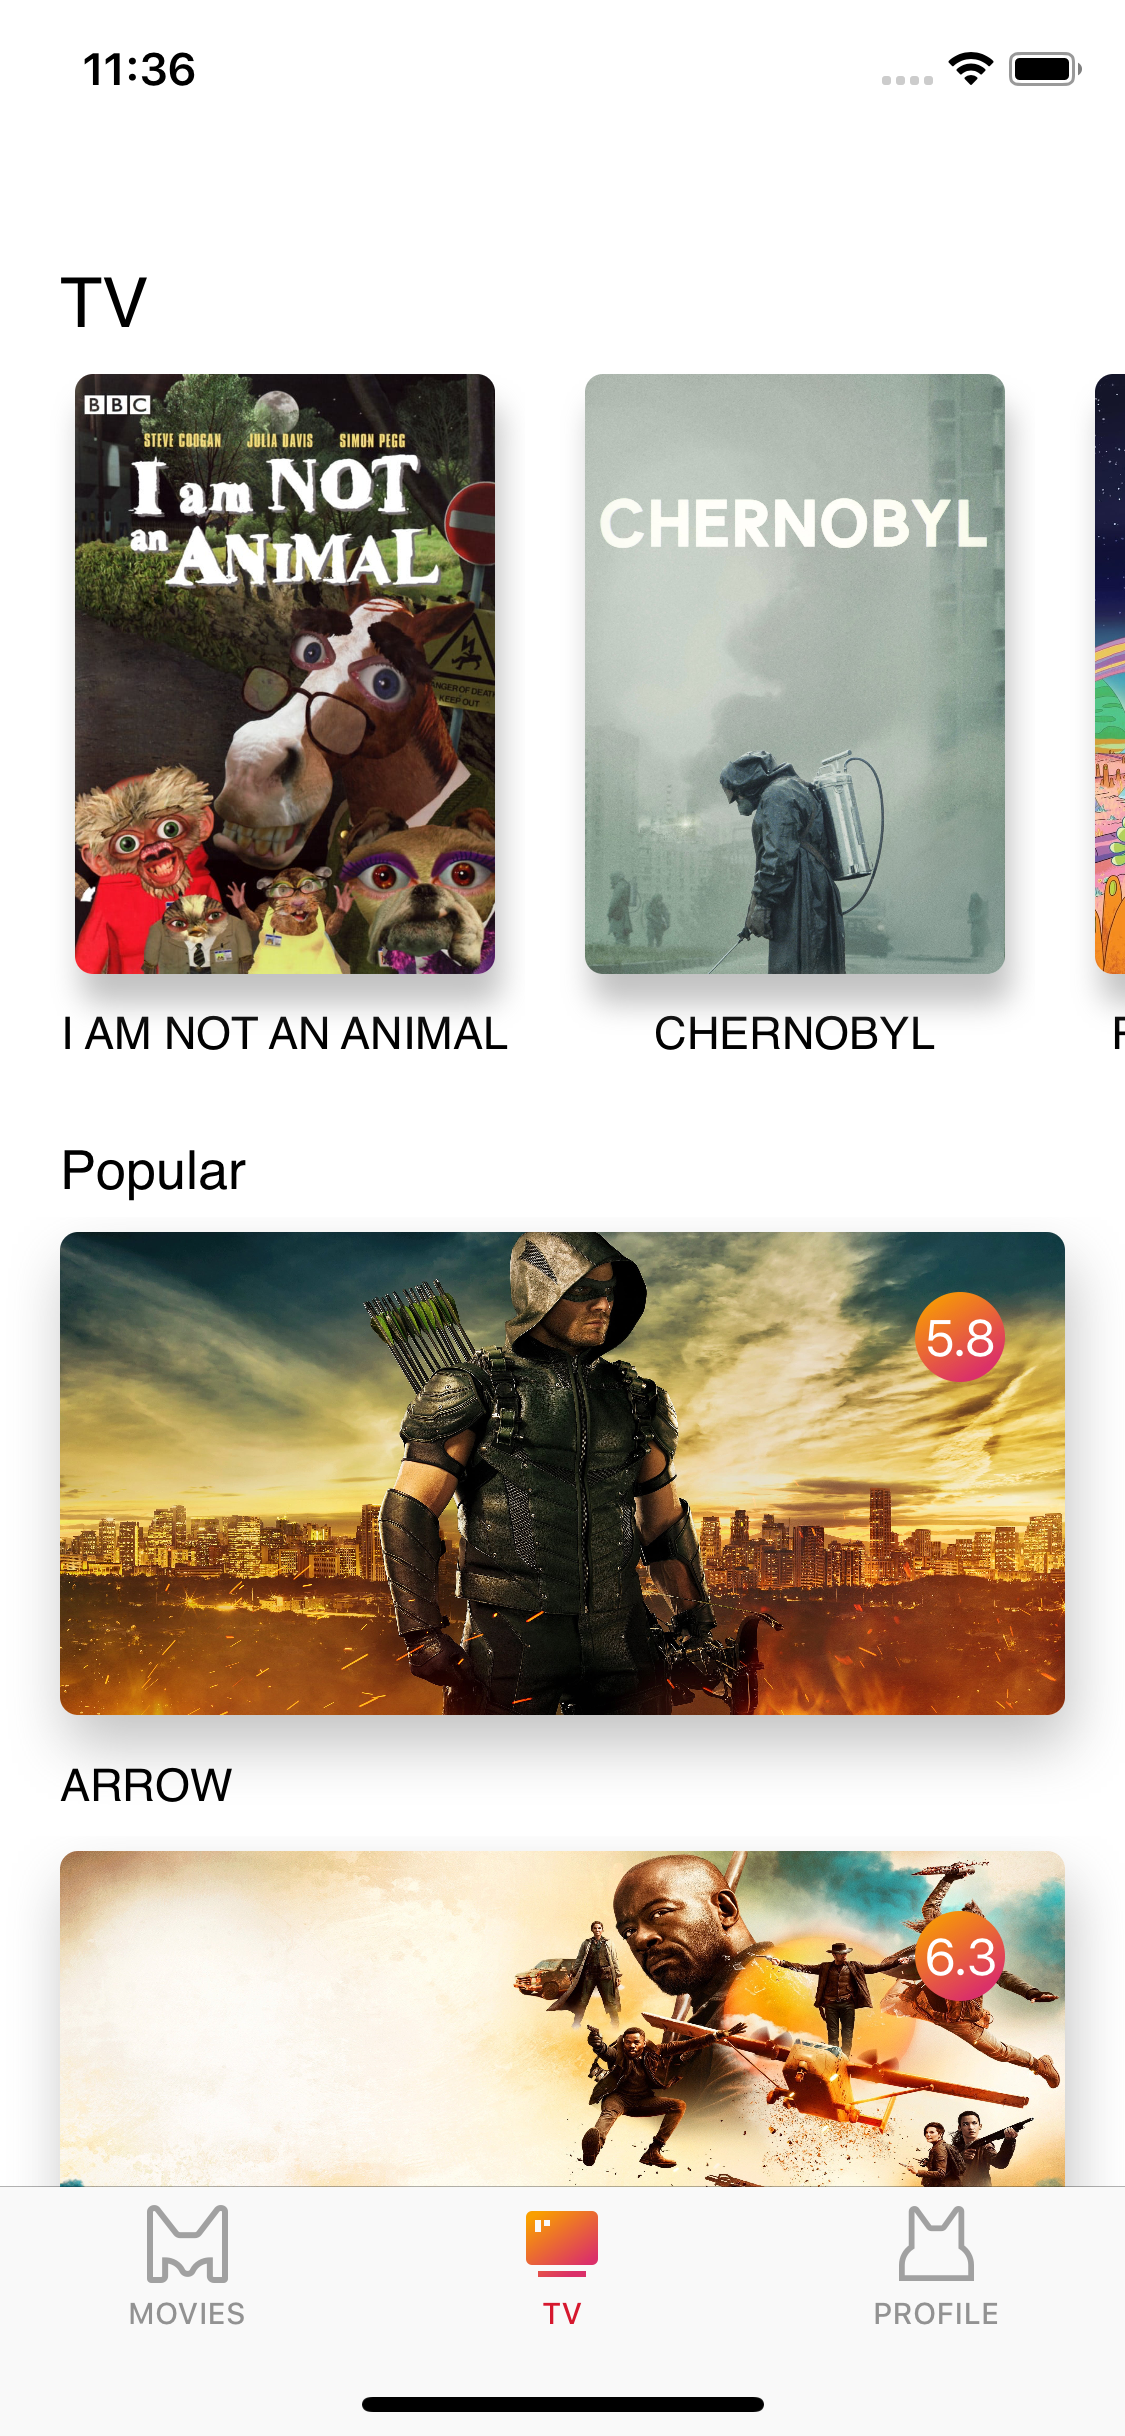 11:36
TV
BBC
STEVE COOGAN JULIA DAVIS SIMON PEGG
I am NOT
an ANIMAL
DANGER OF DEATH
KEEP OUT
CHERNOBYL
I AM NOT AN ANIMAL
CHERNOBYL
Popular
5.8
ARROW
6.3
MOVIES
TV
PROFILE